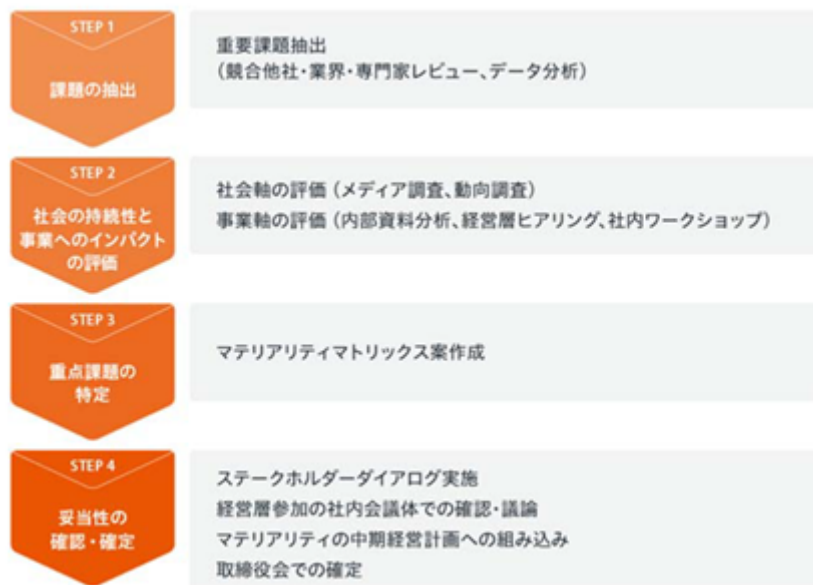 STEP 1
課題の抽出
重要課題抽出
（競合他社・業界・専門家レビュー、データ分析）
STEP 2
社会の持続性と
事業へのインパクト
の評価
社会軸の評価（メディア調査、動向調査）
事業軸の評価（内部資料分析、経営層ヒアリング、社内ワークショップ）
STEP 3
重点課題の
特定
マテリアリティマトリックス案作成
STEP 4
妥当性の
確認・確定
ステークホルダーダイアログ実施
経営層参加の社内会議体での確認・議論
マテリアリティの中期経営計画への組み込み
取締役会での確定